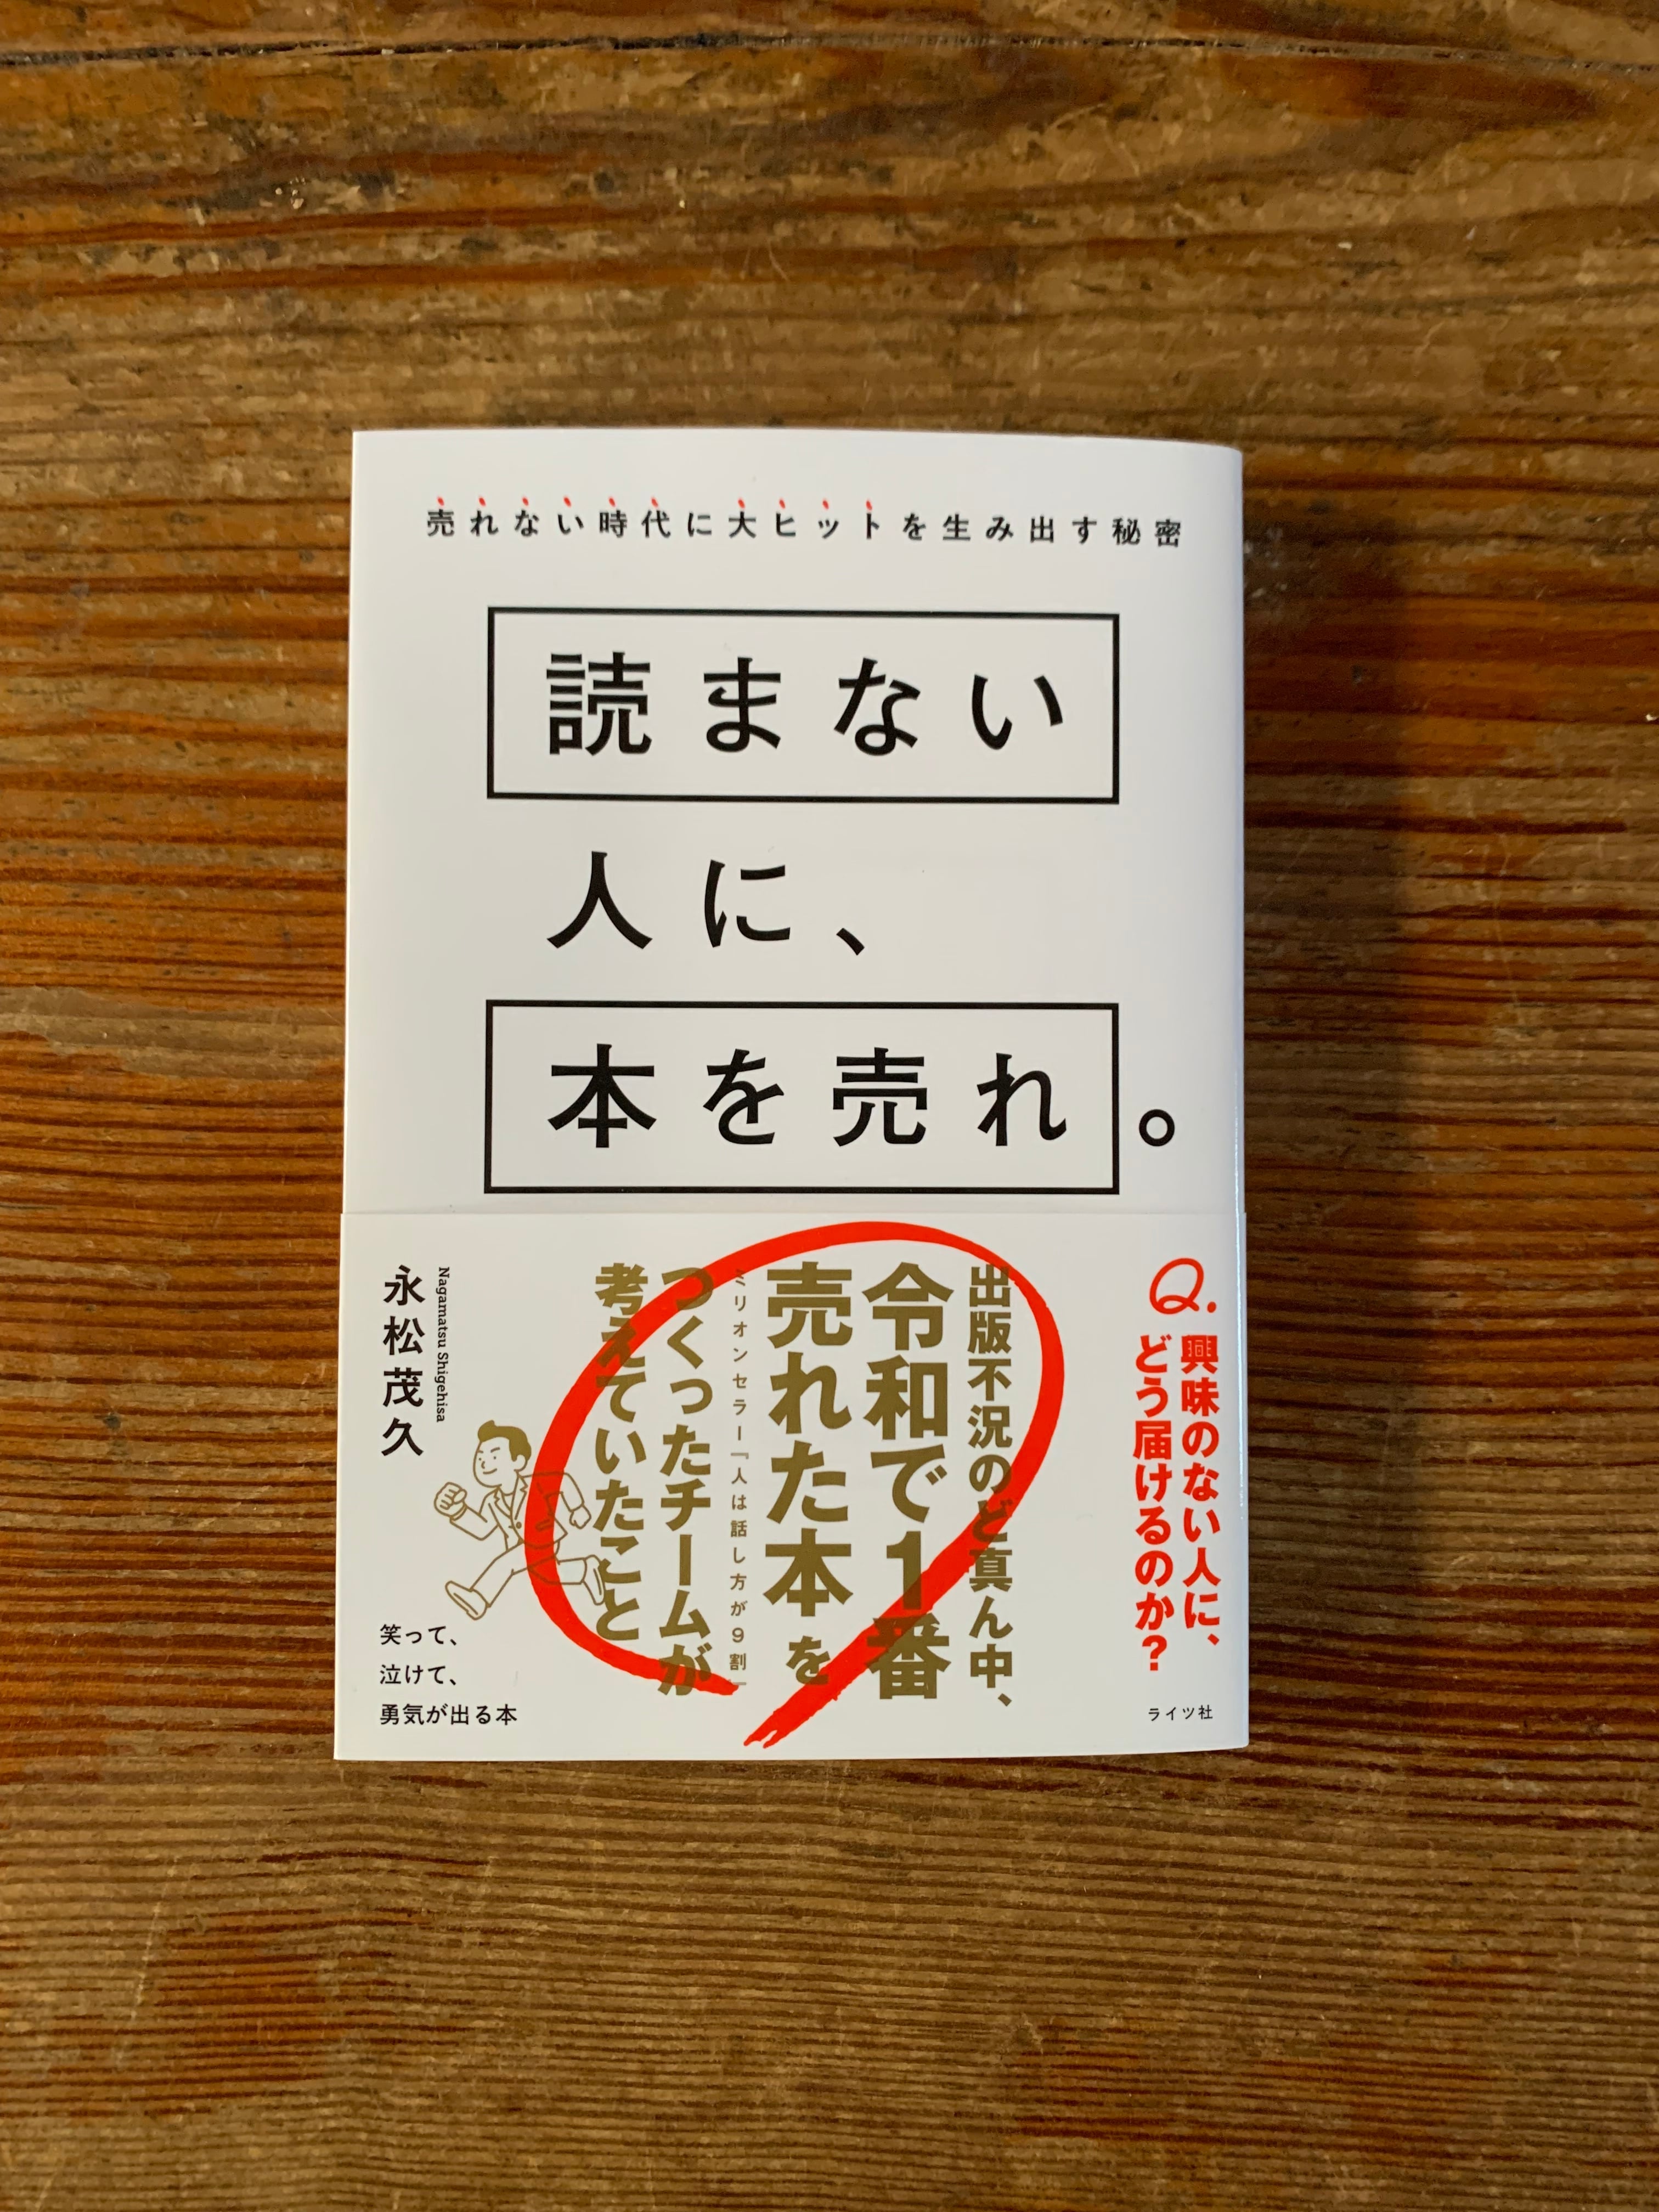 売れない時代に大ヒットを生み出す秘密
読まない
人に、
本を売れ。
Q.
興味のない人に、
どう届けるのか?
出版不況のど真ん中、
令和で1番
売れた本を
ミリオンセラー『人は話し方が9割』
つくったチームが
考えていたこと
Nagamatsu Shigehisa
永松茂久
笑って、
泣けて、
勇気が出る本
ライツ社